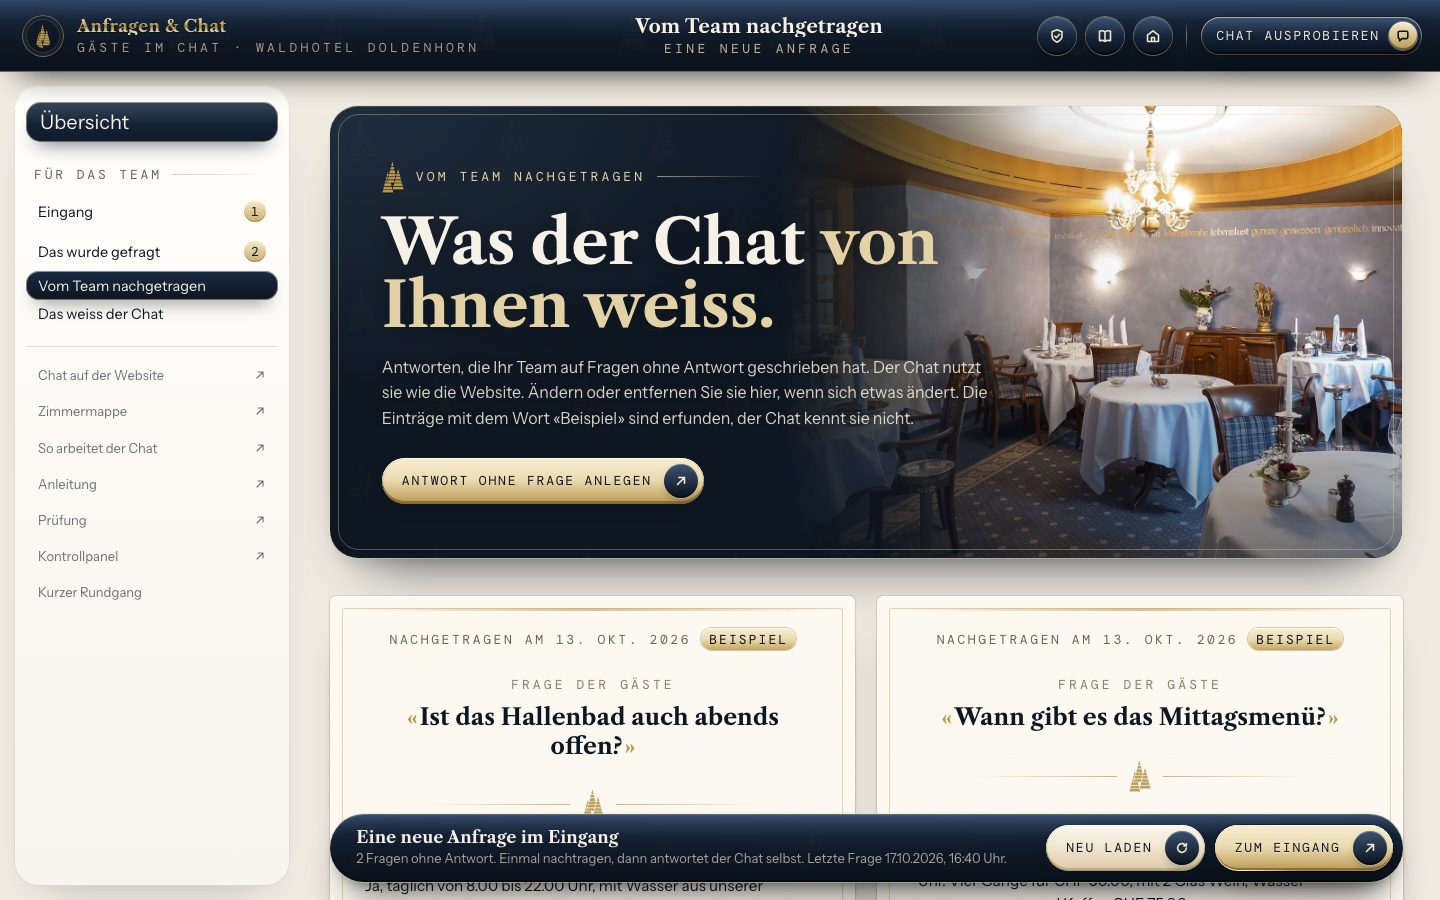 Anfragen & Chat
GÄSTE IM CHAT · WALDHOTEL DOLDENHORN
Vom Team nachgetragen
EINE NEUE ANFRAGE
CHAT AUSPROBIEREN
Übersicht
FÜR DAS TEAM
Eingang 1
Das wurde gefragt 2
Vom Team nachgetragen
Das weiss der Chat
Chat auf der Website
Zimmermappe
So arbeitet der Chat
Anleitung
Prüfung
Kontrollpanel
Kurzer Rundgang
VOM TEAM NACHGETRAGEN
Was der Chat von
Ihnen weiss.
Antworten, die Ihr Team auf Fragen ohne Antwort geschrieben hat. Der Chat nutzt
sie wie die Website. Ändern oder entfernen Sie sie hier, wenn sich etwas ändert. Die
Einträge mit dem Wort «Beispiel» sind erfunden, der Chat kennt sie nicht.
ANTWORT OHNE FRAGE ANLEGEN
lebenslust genuss geniessen gemütlich
NACHGETRAGEN AM 13. OKT. 2026 BEISPIEL
FRAGE DER GÄSTE
«Ist das Hallenbad auch abends
offen?»
Ja, täglich von 8.00 bis 22.00 Uhr, mit Wasser aus unserer
NACHGETRAGEN AM 13. OKT. 2026 BEISPIEL
FRAGE DER GÄSTE
«Wann gibt es das Mittagsmenü?»
Eine neue Anfrage im Eingang
2 Fragen ohne Antwort. Einmal nachtragen, dann antwortet der Chat selbst. Letzte Frage 17.10.2026, 16:40 Uhr.
NEU LADEN
ZUM EINGANG